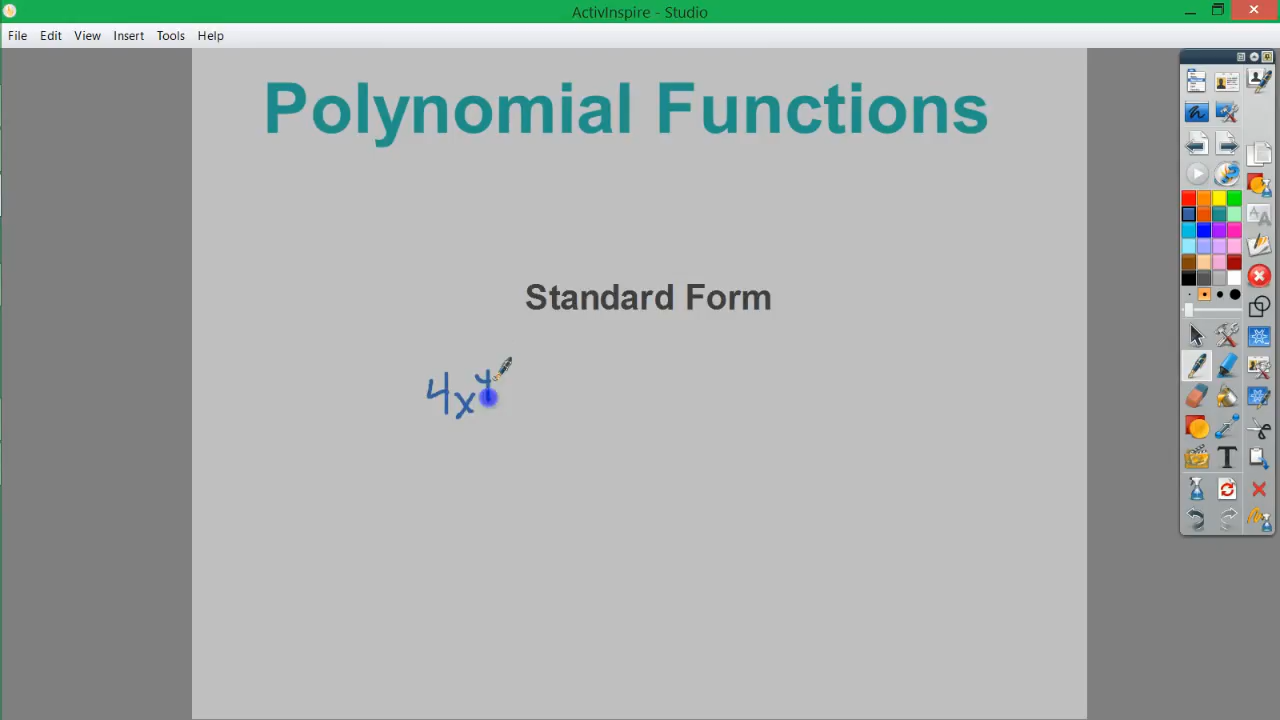 ActivInspire - Studio
File Edit View Insert Tools Help
Polynomial Functions
Standard Form
4x⁴